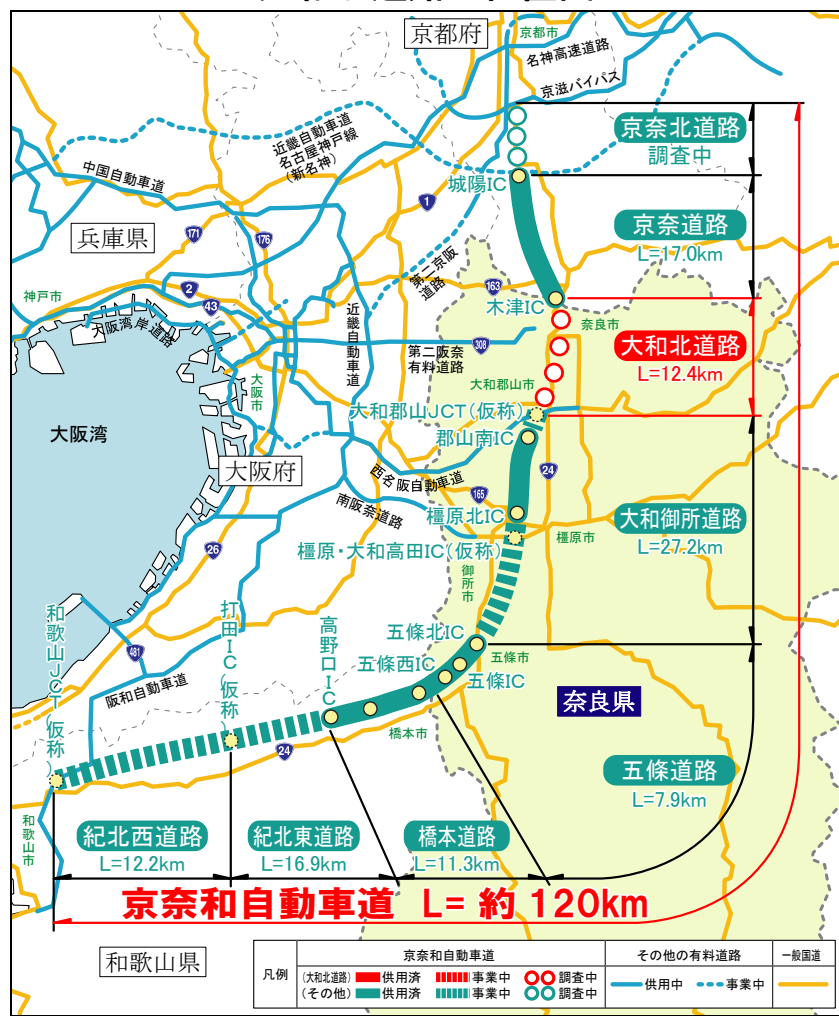 京都府
京都市
名神高速道路
京滋バイパス
近畿自動車道
名古屋神戸線
(新名神)
中国自動車道
京奈北道路
調査中
城陽IC
1
171
176
兵庫県
京奈道路
L=17.0km
第二京阪
道路
2
43
163
神戸市
大阪湾岸道路
近畿自動車道
木津IC
奈良市
大和北道路
L=12.4km
308
第二阪奈
有料道路
大阪市
大和郡山市
大和郡山JCT(仮称)
大阪湾
郡山南IC
大阪府
西名阪自動車道
24
165
南阪奈道路
橿原北IC
大和御所道路
L=27.2km
26
橿原・大和高田IC(仮称)
橿原市
御所市
和歌山JCT(仮称)
打田IC(仮称)
高野口IC
五條北IC
481
五條西IC
五條市
五條IC
阪和自動車道
奈良県
橋本市
24
五條道路
L=7.9km
和歌山市
紀北西道路
L=12.2km
紀北東道路
L=16.9km
橋本道路
L=11.3km
京奈和自動車道 L= 約 120km
和歌山県
凡例
京奈和自動車道
その他の有料道路
一般国道
(大和北道路) 供用済 事業中 調査中
(その他) 供用済 事業中 調査中
供用中 事業中